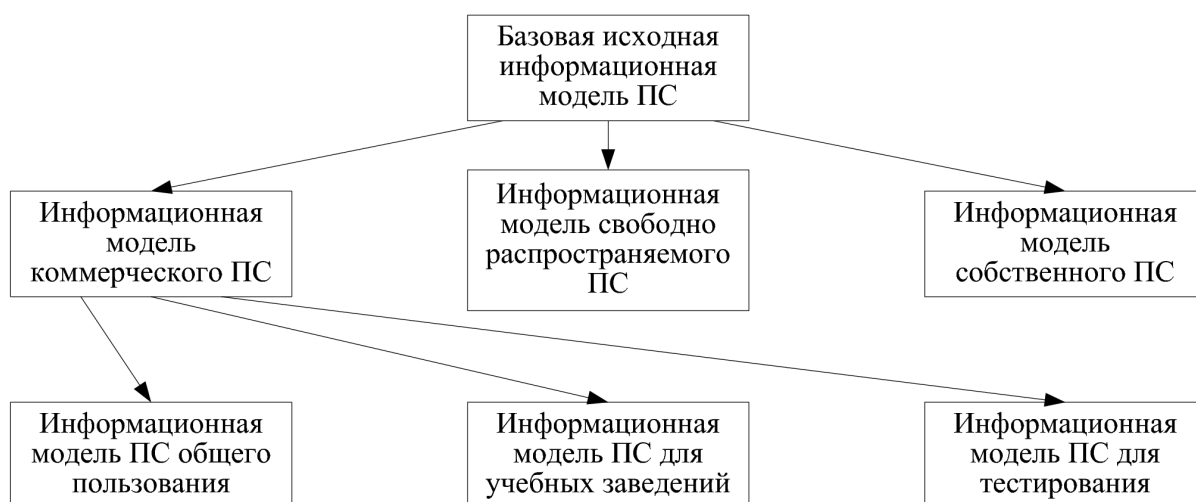 Базовая исходная
информационная
модель ПС
Информационная
модель
коммерческого ПС
Информационная
модель свободно
распространяемого
ПС
Информационная
модель
собственного ПС
Информационная
модель ПС общего
пользования
Информационная
модель ПС для
учебных заведений
Информационная
модель ПС для
тестирования